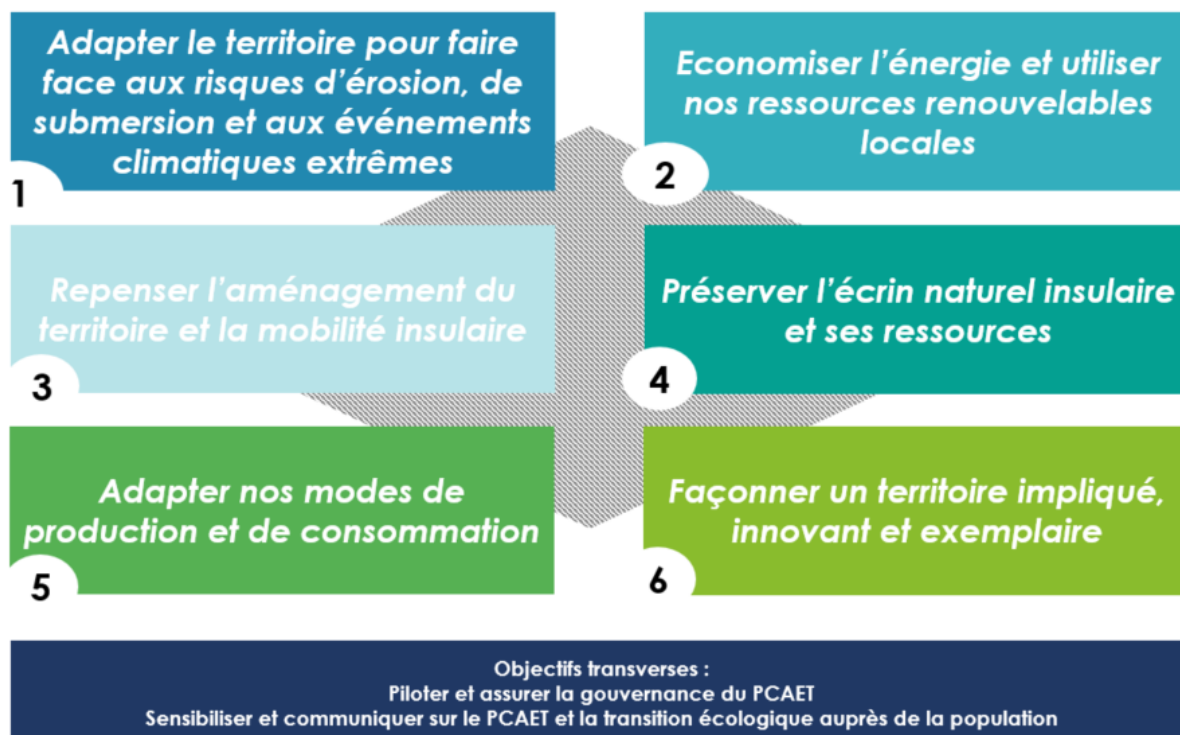 Adapter le territoire pour faire
face aux risques d'érosion, de
submersion et aux événements
climatiques extrêmes
1
Economiser l'énergie et utiliser
nos ressources renouvelables
locales
2
Repenser l'aménagement du
territoire et la mobilité insulaire
3
Préserver l'écrin naturel insulaire
et ses ressources
4
Adapter nos modes de
production et de consommation
5
Façonner un territoire impliqué,
innovant et exemplaire
6
Objectifs transverses :
Piloter et assurer la gouvernance du PCAET
Sensibiliser et communiquer sur le PCAET et la transition écologique auprès de la population